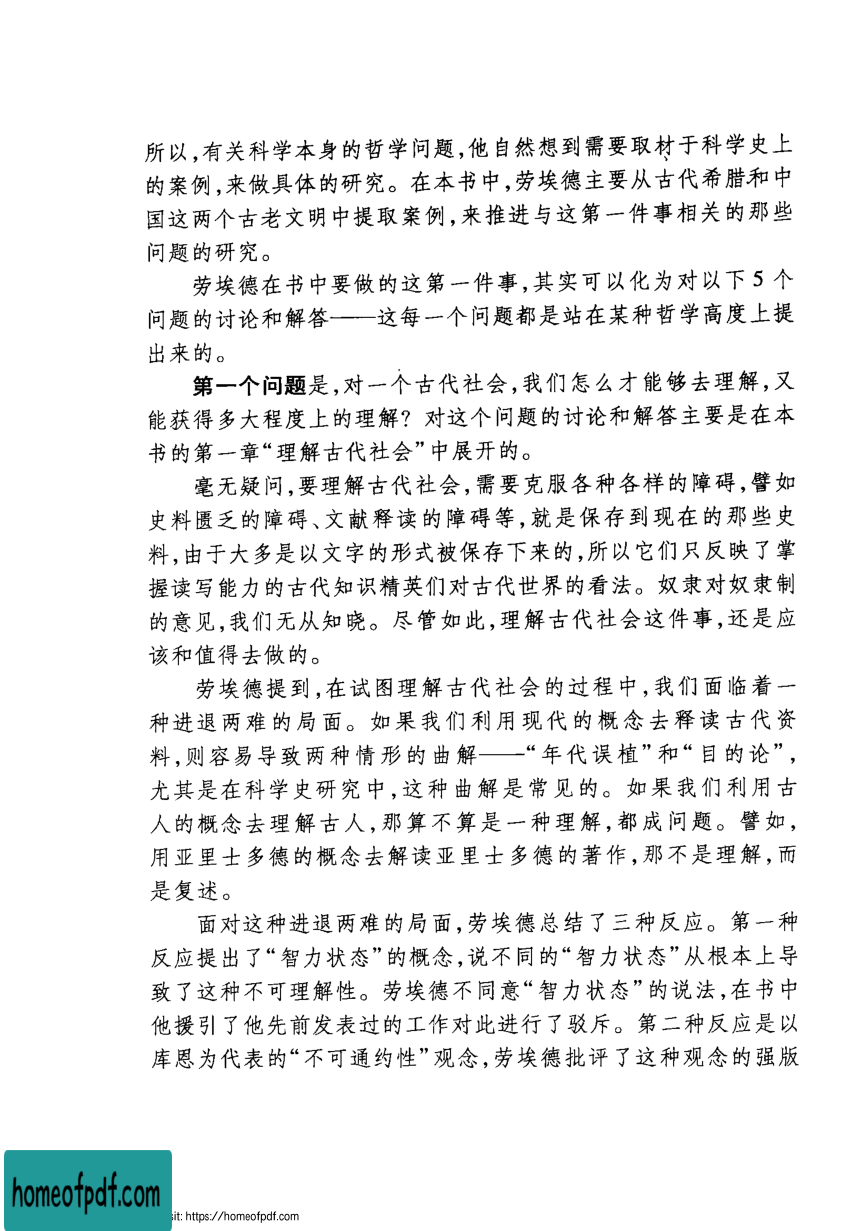 所以,有关科学本身的哲学问题,他自然想到需要取材于科学史上
的案例,来做具体的研究。在本书中,劳埃德主要从古代希腊和中
国这两个古老文明中提取案例,来推进与这第一件事相关的那些
问题的研究。
劳埃德在书中要做的这第一件事,其实可以化为对以下5个
问题的讨论和解答——这每一个问题都是站在某种哲学高度上提
出来的。
第一个问题是,对一个古代社会,我们怎么才能够去理解,又
能获得多大程度上的理解?对这个问题的讨论和解答主要是在本
书的第一章“理解古代社会”中展开的。
毫无疑问,要理解古代社会,需要克服各种各样的障碍,譬如
史料匮乏的障碍、文献释读的障碍等,就是保存到现在的那些史
料,由于大多是以文字的形式被保存下来的,所以它们只反映了掌
握读写能力的古代知识精英们对古代世界的看法。奴隶对奴隶制
的意见,我们无从知晓。尽管如此,理解古代社会这件事,还是应
该和值得去做的。
劳埃德提到,在试图理解古代社会的过程中,我们面临着一
种进退两难的局面。如果我们利用现代的概念去释读古代资
料,则容易导致两种情形的曲解——“年代误植”和“目的论”,
尤其是在科学史研究中,这种曲解是常见的。如果我们利用古
人的概念去理解古人,那算不算是一种理解,都成问题。譬如,
用亚里士多德的概念去解读亚里士多德的著作,那不是理解,而
是复述。
面对这种进退两难的局面,劳埃德总结了三种反应。第一种
反应提出了“智力状态”的概念,说不同的“智力状态”从根本上导
致了这种不可理解性。劳埃德不同意“智力状态”的说法,在书中
他援引了他先前发表过的工作对此进行了驳斥。第二种反应是以
库恩为代表的“不可通约性”观念,劳埃德批评了这种观念的强版
homeofpdf.com
sit: https://homeofpdf.com